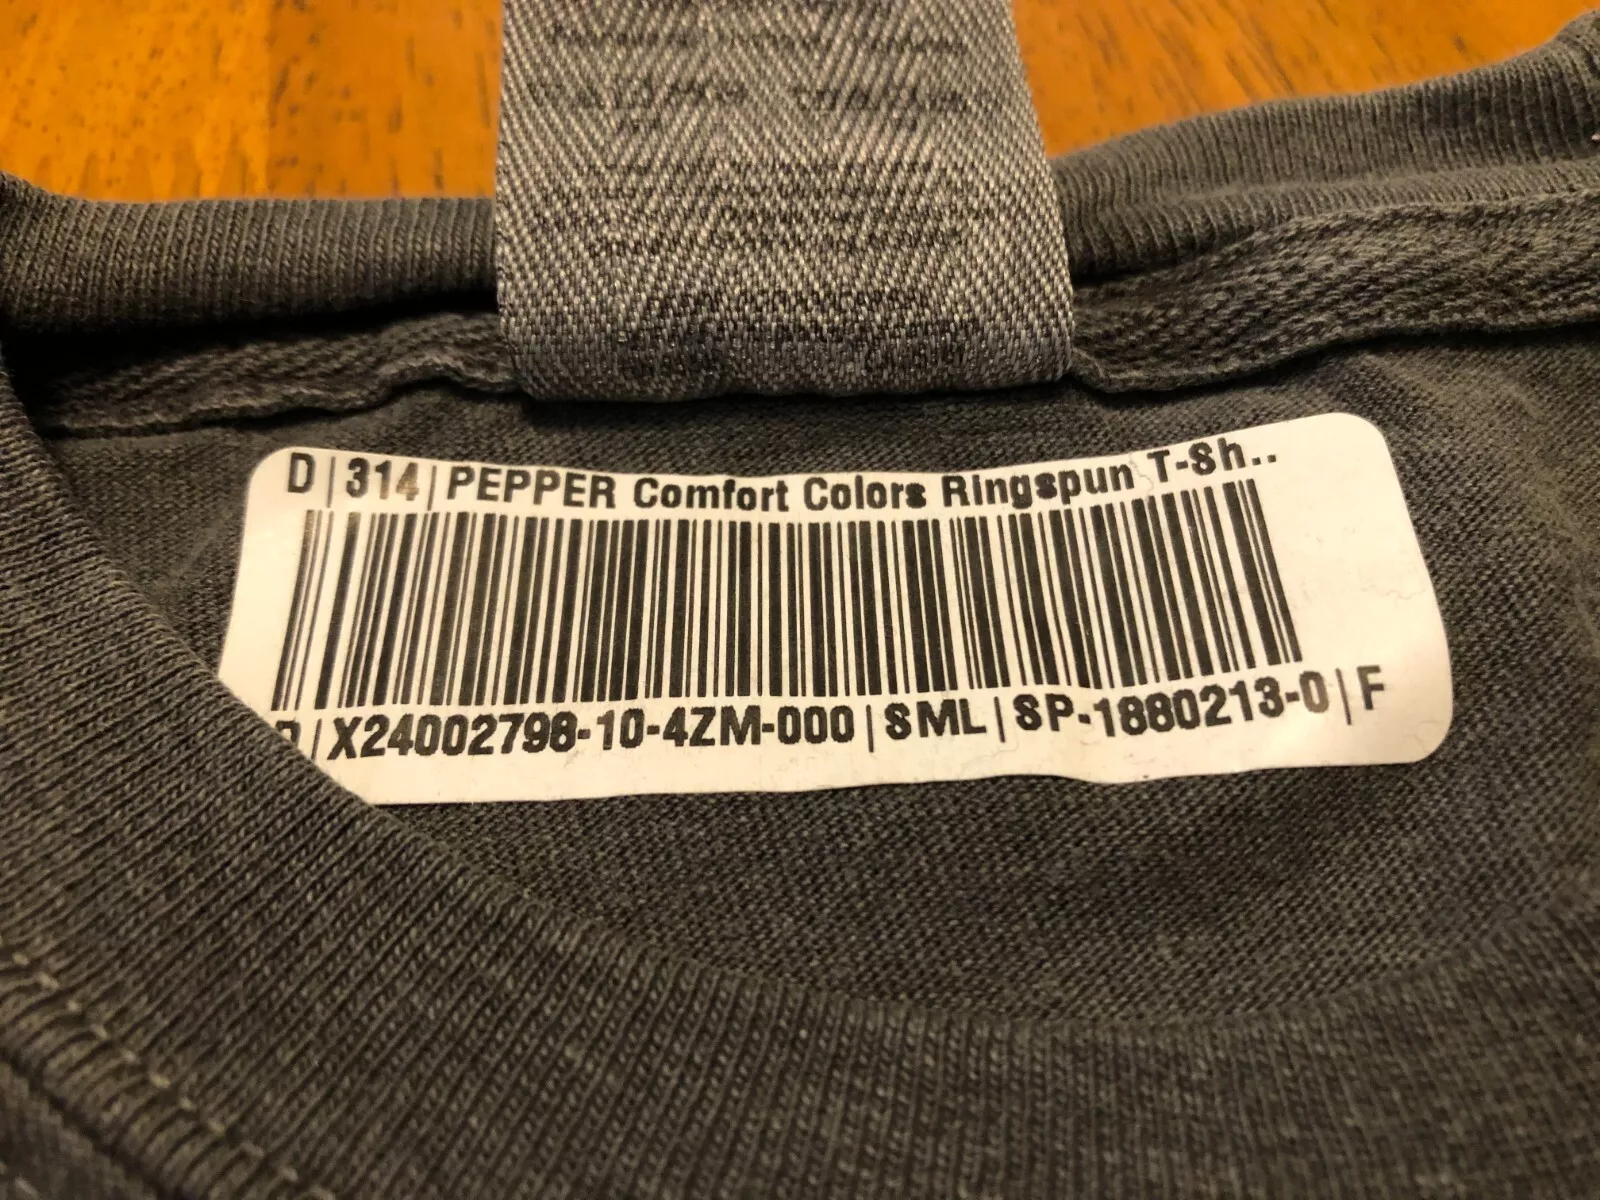 D|314|PEPPER Comfort Colors Ringspun T-Sh..
|X24002798-10-4ZM-000|SML|SP-1880213-0|F